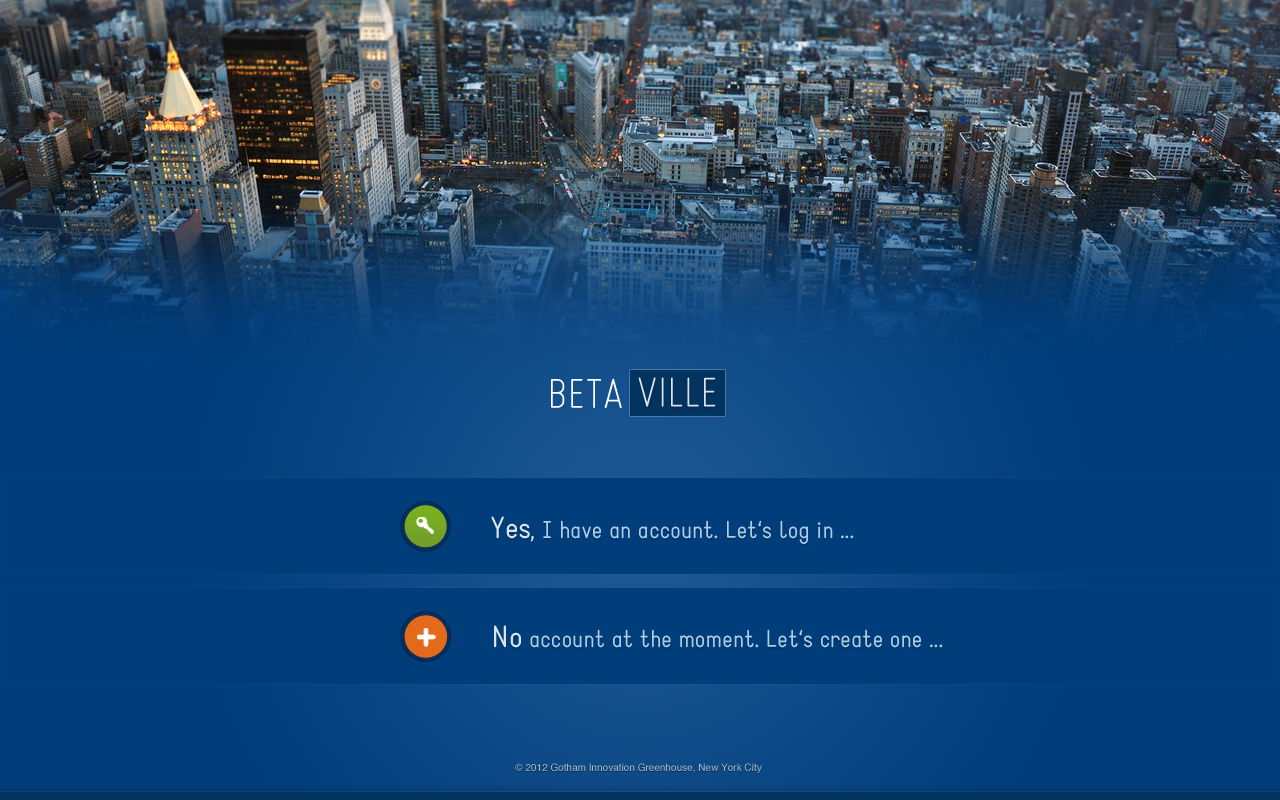 BETA VILLE
Yes, I have an account. Let's log in ...
No account at the moment. Let's create one ...
© 2012 Gotham Innovation Greenhouse, New York City